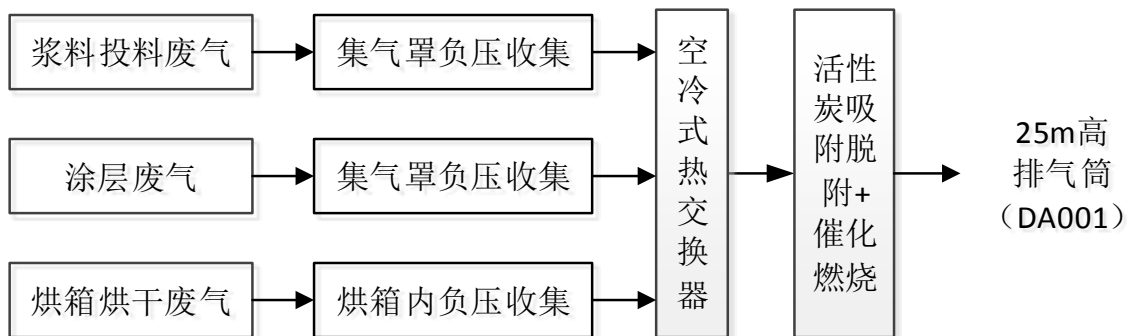 浆料投料废气
集气罩负压收集
涂层废气
集气罩负压收集
烘箱烘干废气
烘箱内负压收集
空
冷
式
热
交
换
器
活性
炭吸
附脱
附+
催化
燃烧
25m高
排气筒
（DA001）